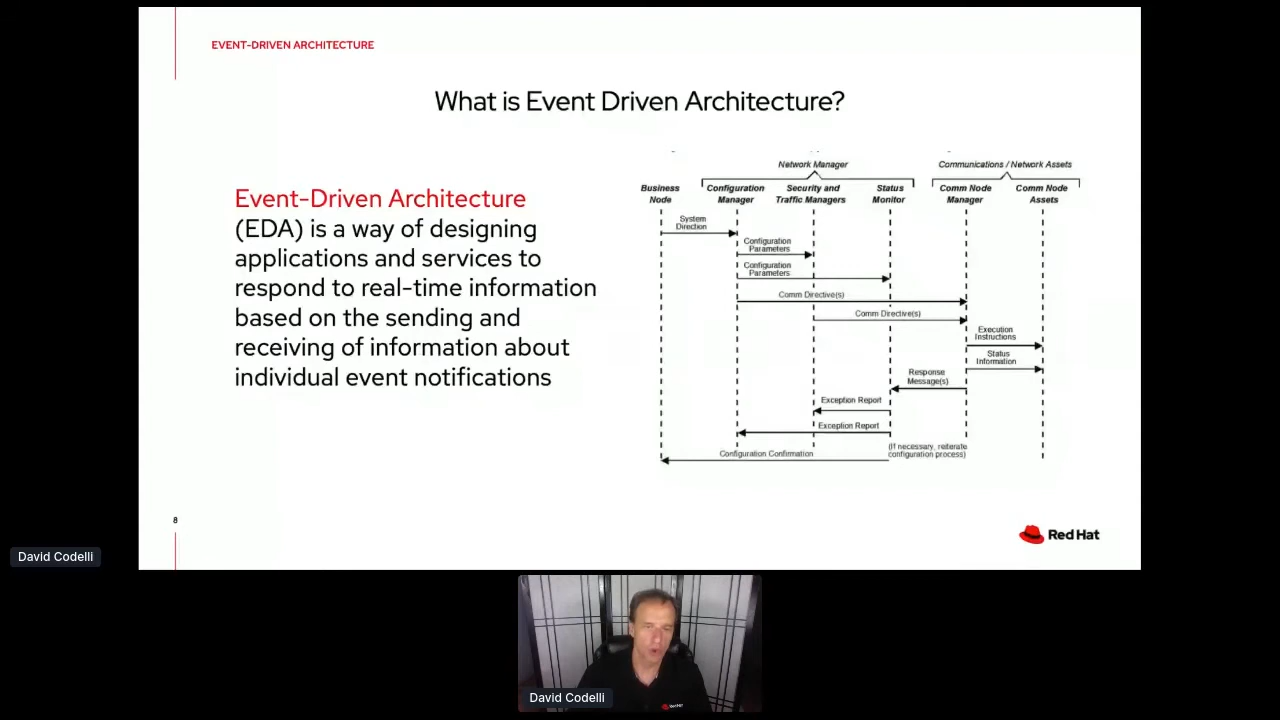 EVENT-DRIVEN ARCHITECTURE
What is Event Driven Architecture?
Event-Driven Architecture
(EDA) is a way of designing
applications and services to
respond to real-time information
based on the sending and
receiving of information about
individual event notifications
Network Manager
Communications / Network Assets
Business
Node
Configuration
Manager
Security and
Traffic Managers
Status
Monitor
Comm Node
Manager
Comm Node
Assets
System
Direction
Configuration
Parameters
Configuration
Parameters
Comm Directive(s)
Comm Directive(s)
Execution
Instructions
Status
Information
Response
Message(s)
Exception Report
Exception Report
(If necessary, reiterate
configuration process)
Configuration Confirmation
8
Red Hat
David Codelli
David Codelli
Red Hat